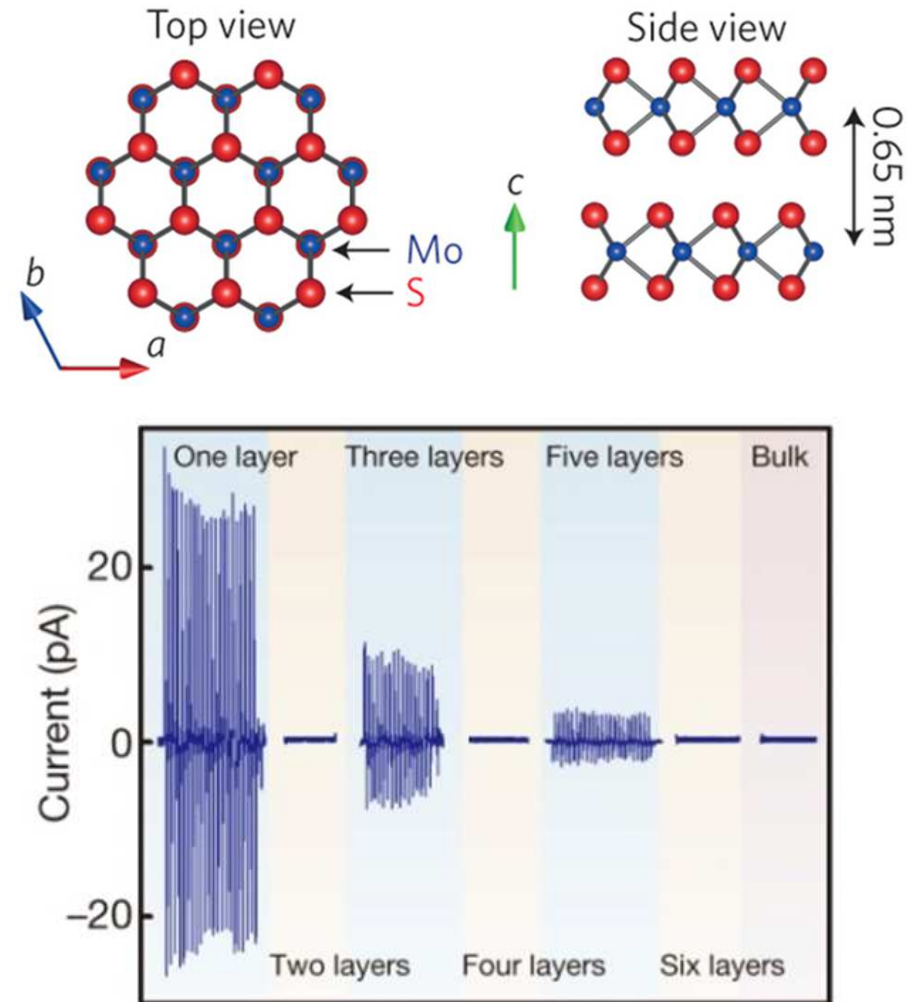 Top view
Side view
0.65 nm
c
Mo
S
b
a
One layer Three layers Five layers Bulk
20
0
−20
Current (pA)
Two layers Four layers Six layers